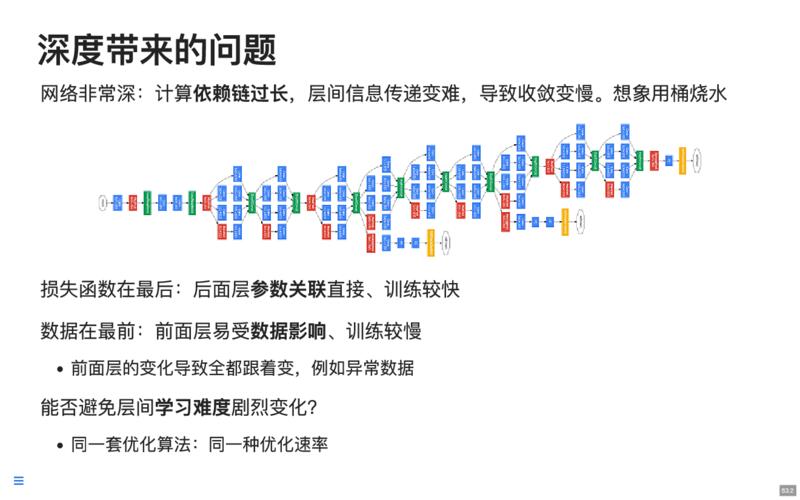 深度带来的问题
网络非常深：计算依赖链过长，层间信息传递变难，导致收敛变慢。想象用桶烧水
损失函数在最后：后面层参数关联直接、训练较快
数据在最前：前面层易受数据影响、训练较慢
• 前面层的变化导致全都跟着变，例如异常数据
能否避免层间学习难度剧烈变化？
• 同一套优化算法：同一种优化速率